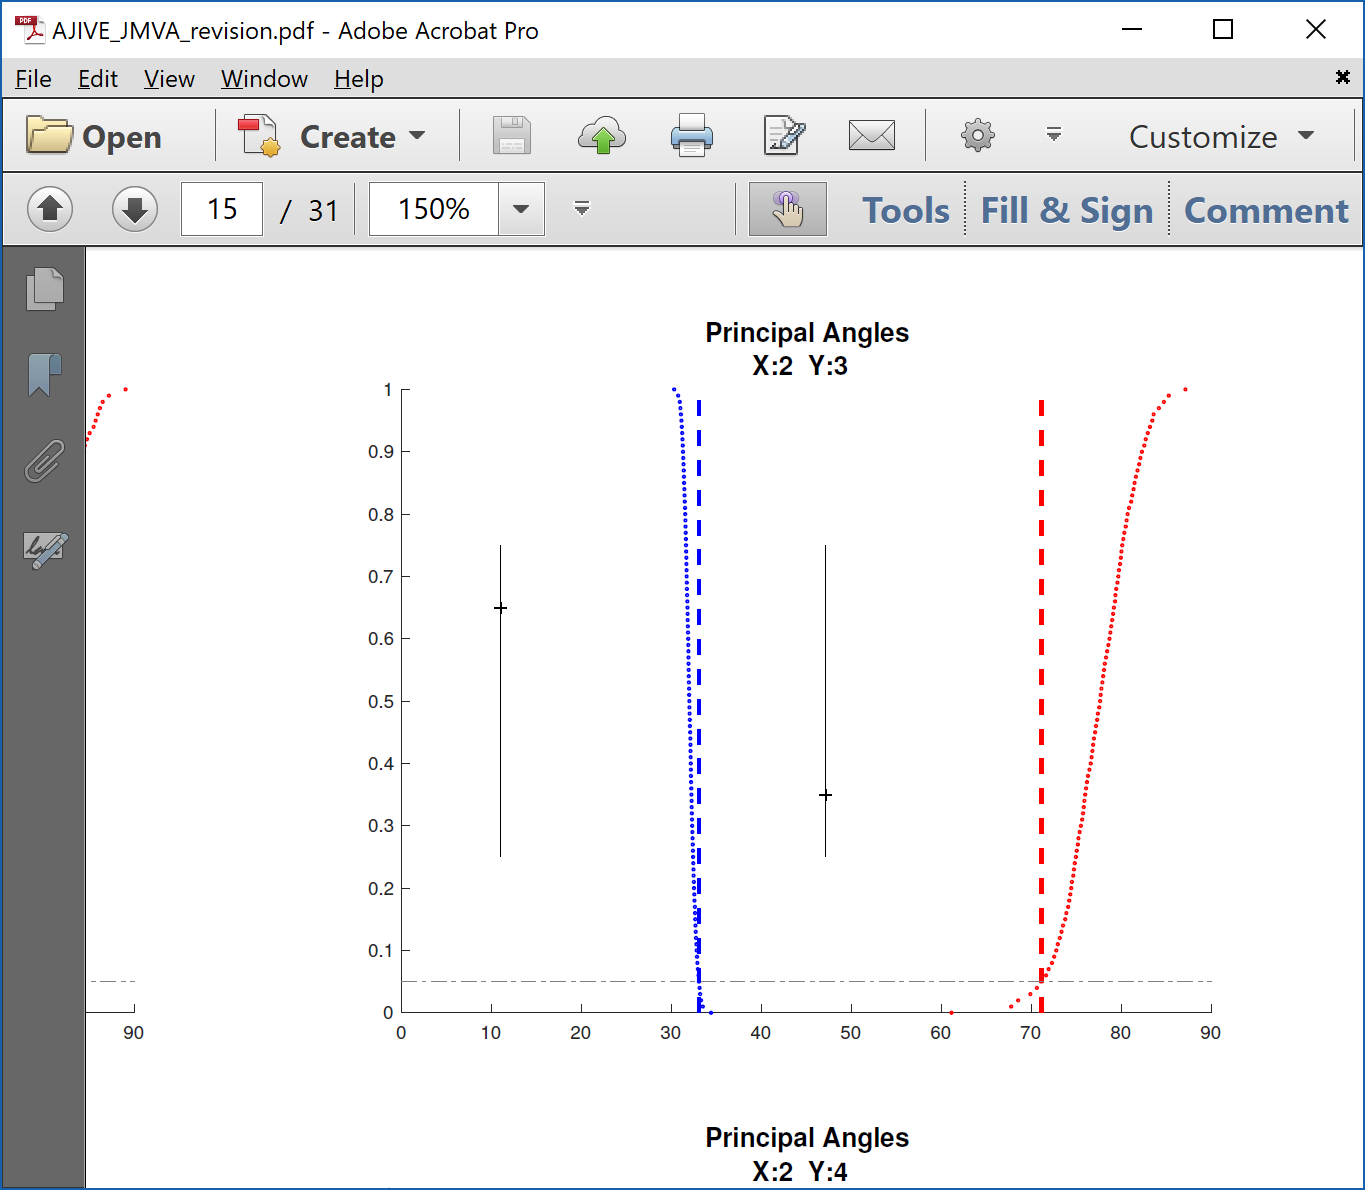 AJIVE_JMVA_revision.pdf - Adobe Acrobat Pro
File Edit View Window Help
Open Create Customize
15 / 31 150% Tools Fill & Sign Comment
Principal Angles
X:2 Y:3
1
0.9
0.8
0.7
0.6
0.5
0.4
0.3
0.2
0.1
0
90 0 10 20 30 40 50 60 70 80 90
Principal Angles
X:2 Y:4